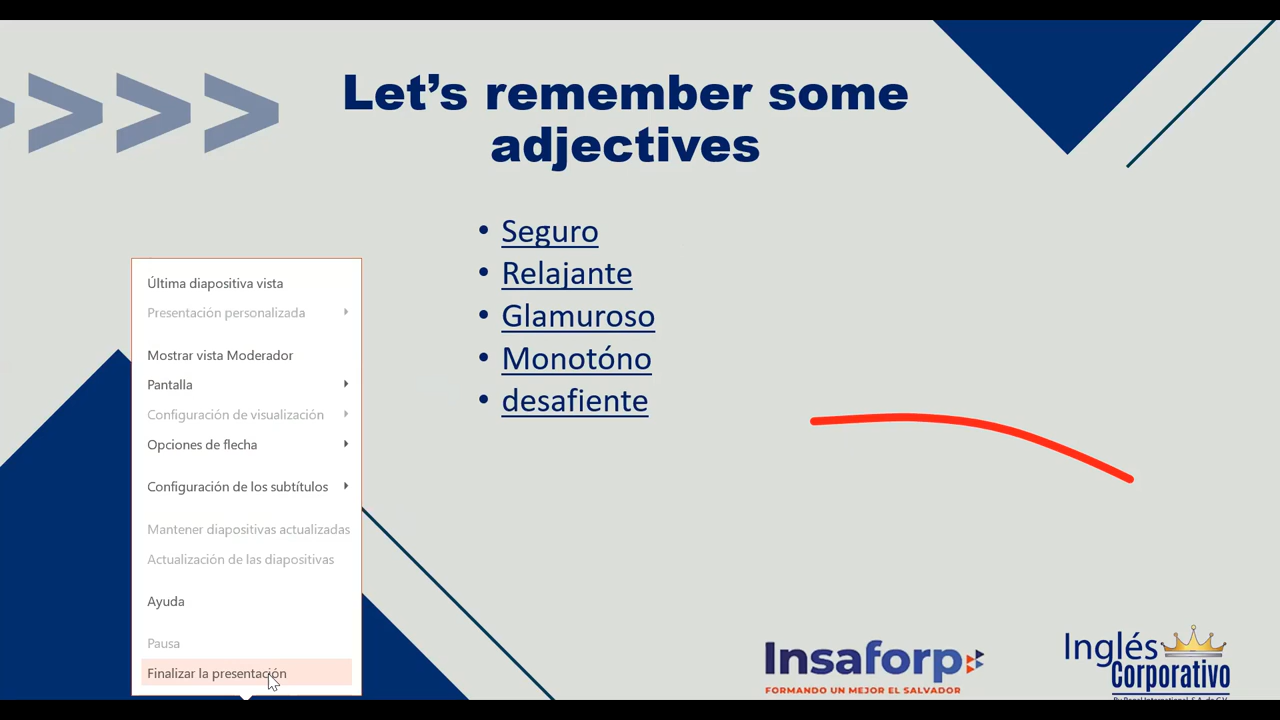 Let’s remember some
adjectives
• Seguro
• Relajante
• Glamuroso
• Monotóno
• desafiente
Última diapositiva vista
Presentación personalizada
Mostrar vista Moderador
Pantalla
Configuración de visualización
Opciones de flecha
Configuración de los subtítulos
Mantener diapositivas actualizadas
Actualización de las diapositivas
Ayuda
Pausa
Finalizar la presentación
Insaforp
FORMANDO UN MEJOR EL SALVADOR
Inglés
Corporativo